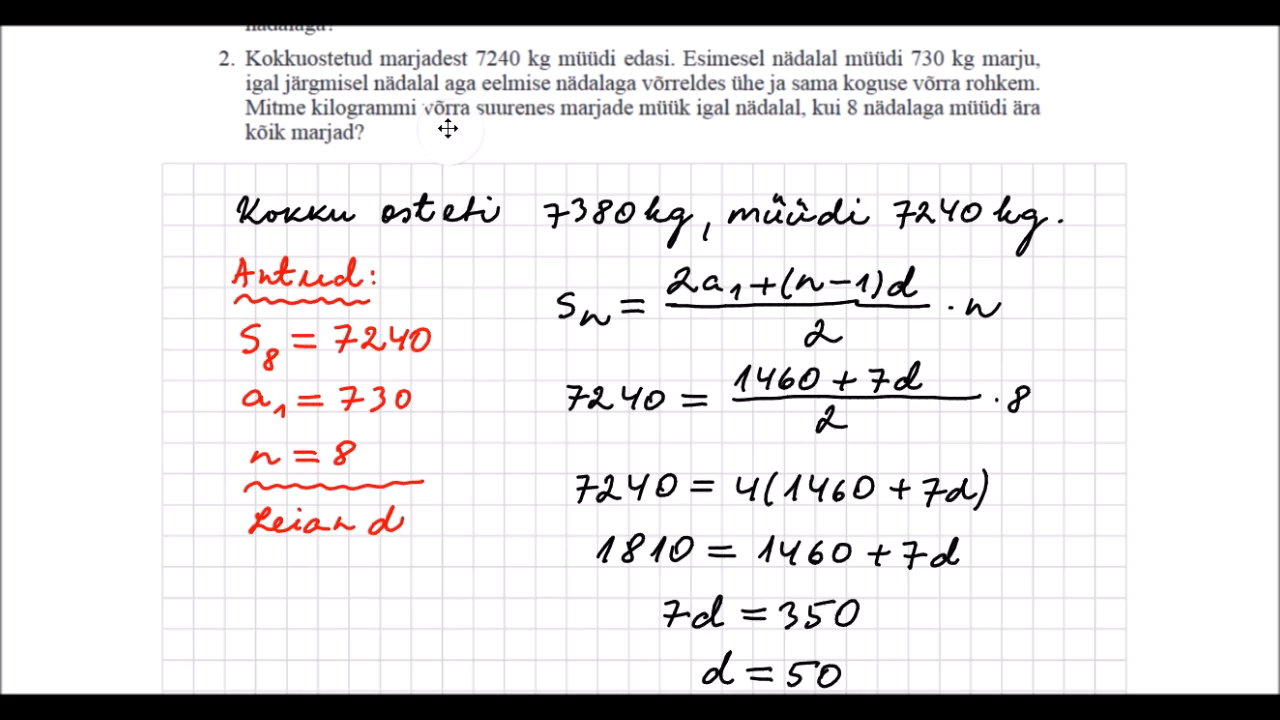 nädalaga?
2. Kokkuostetud marjadest 7240 kg müüdi edasi. Esimesel nädalal müüdi 730 kg marju,
igal järgmisel nädalal aga eelmise nädalaga võrreldes ühe ja sama koguse võrra rohkem.
Mitme kilogrammi võrra suurenes marjade müük igal nädalal, kui 8 nädalaga müüdi ära
kõik marjad?
Kokku osteti 7380 kg, müüdi 7240 kg.
Antud:
S₈ = 7240
a₁ = 730
n = 8
Leian d
Sₙ = (2a₁ + (n − 1)d)/2 · n
7240 = (1460 + 7d)/2 · 8
7240 = 4(1460 + 7d)
1810 = 1460 + 7d
7d = 350
d = 50